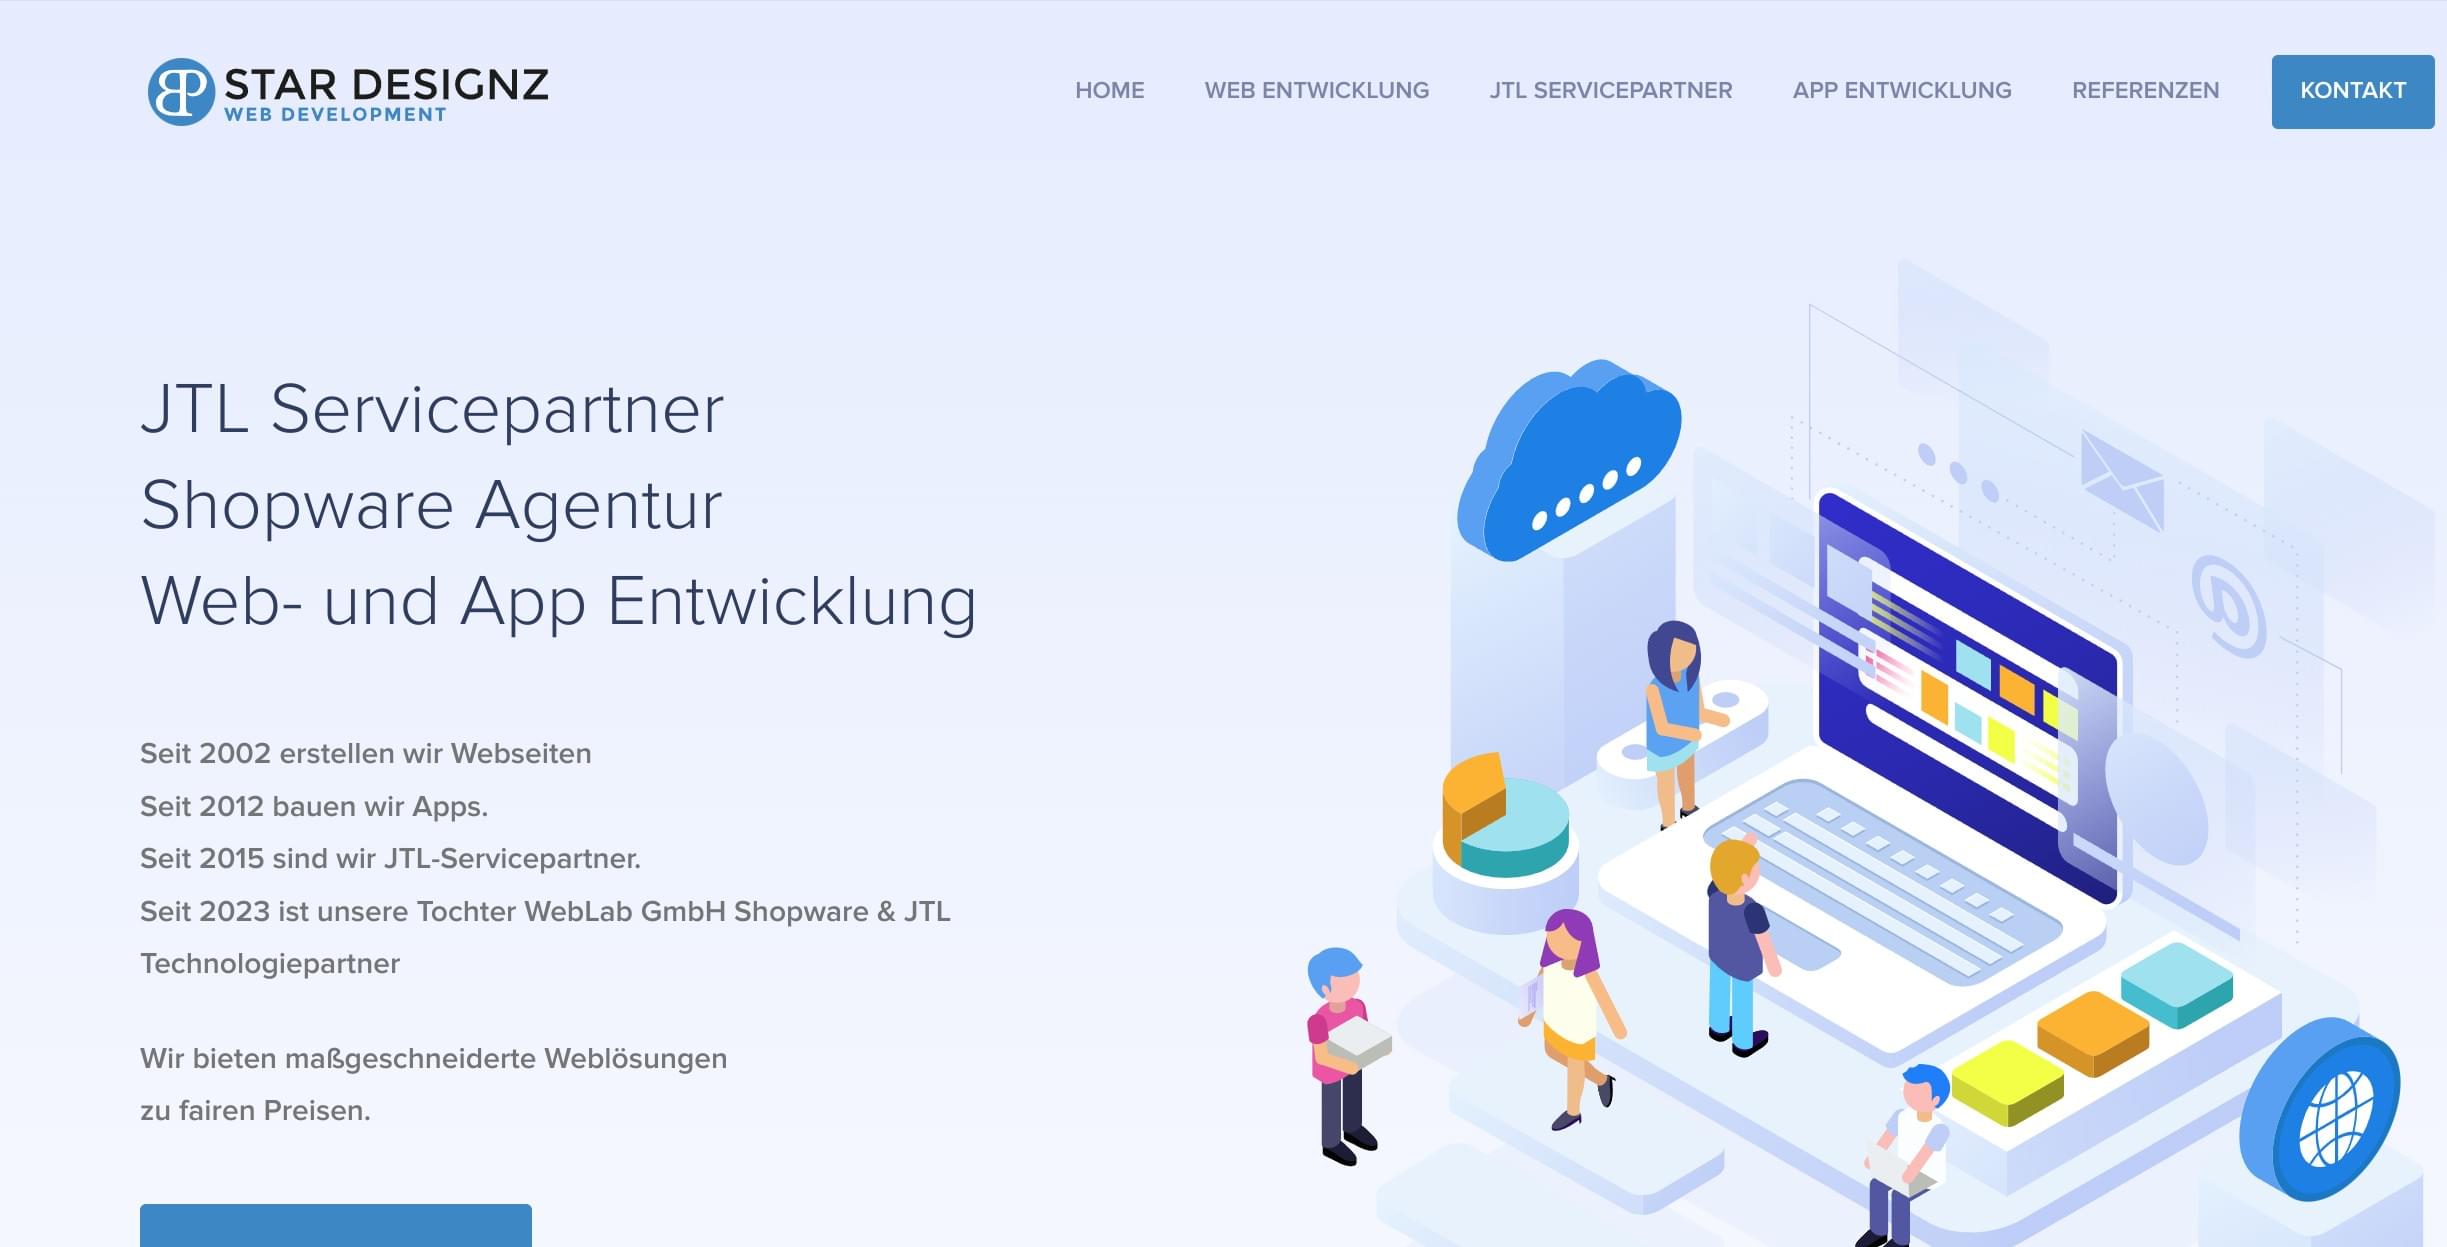 STAR DESIGNZ
WEB DEVELOPMENT
HOME WEB ENTWICKLUNG JTL SERVICEPARTNER APP ENTWICKLUNG REFERENZEN KONTAKT
JTL Servicepartner
Shopware Agentur
Web- und App Entwicklung
Seit 2002 erstellen wir Webseiten
Seit 2012 bauen wir Apps.
Seit 2015 sind wir JTL-Servicepartner.
Seit 2023 ist unsere Tochter WebLab GmbH Shopware & JTL
Technologiepartner
Wir bieten maßgeschneiderte Weblösungen
zu fairen Preisen.